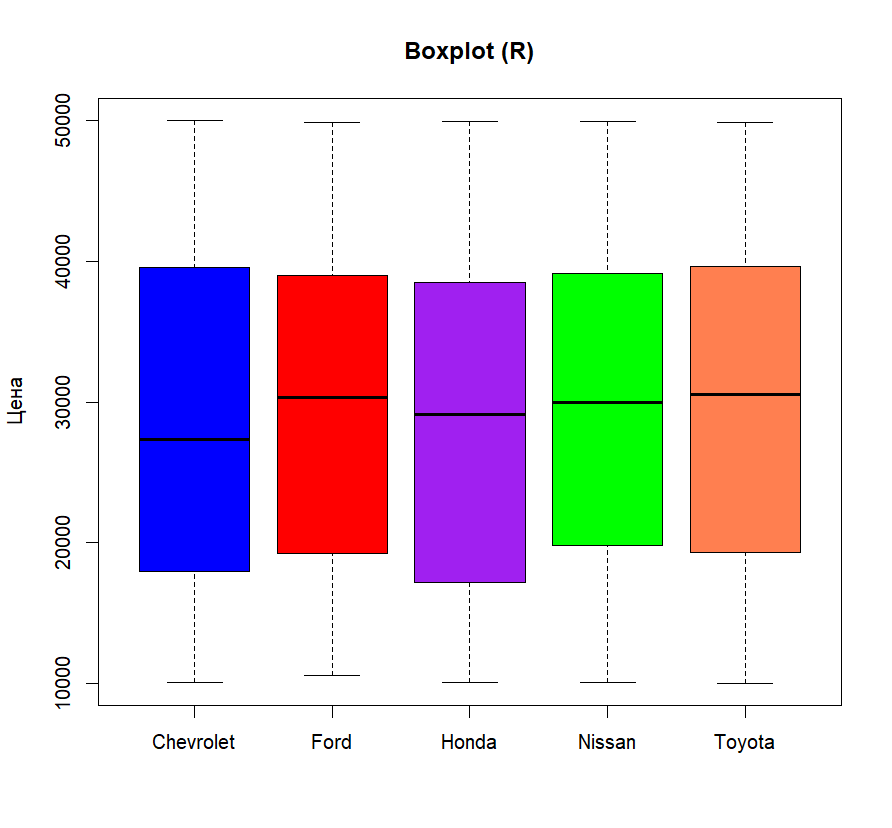 Boxplot (R)
Цена
50000
40000
30000
20000
10000
Chevrolet Ford Honda Nissan Toyota